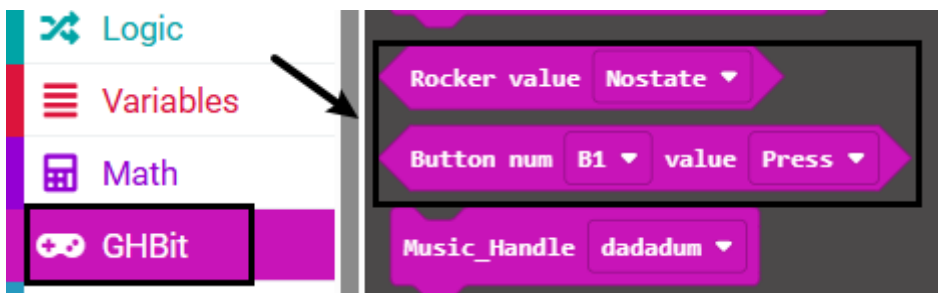 Logic
Variables
Math
GHBit
Rocker value Nostate
Button num B1 value Press
Music_Handle dadadum